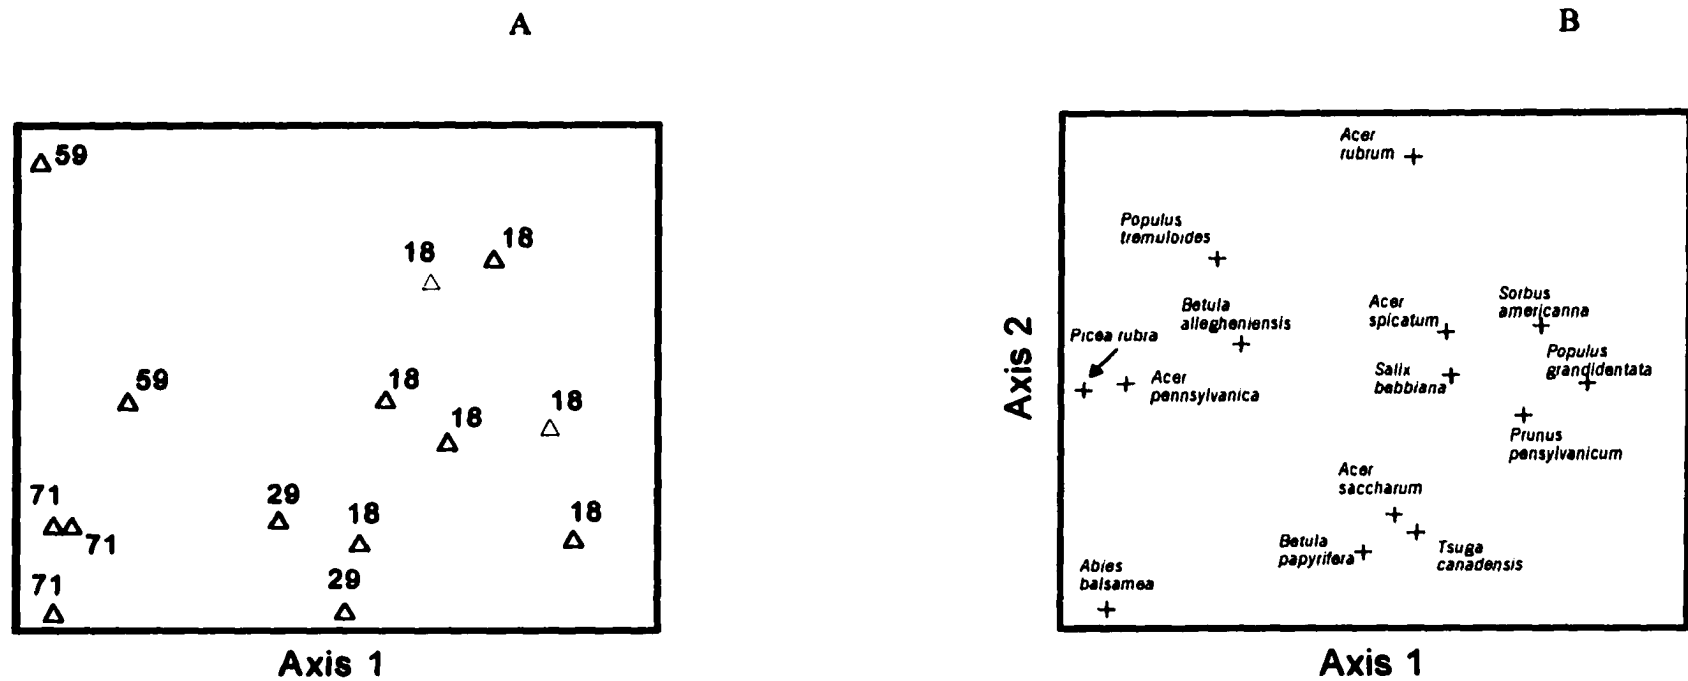 A
59
18
18
59
18
18
18
71
71
29
18
18
71
29
Axis 1
B
Axis 2
Acer
rubrum
Populus
tremuloides
Betula
allegheniensis
Acer
spicatum
Sorbus
americanna
Picea rubra
Acer
pennsylvanica
Salix
bebbiana
Populus
grandidentata
Prunus
pensylvanicum
Acer
saccharum
Betula
papyrifera
Tsuga
canadensis
Abies
balsamea
Axis 1